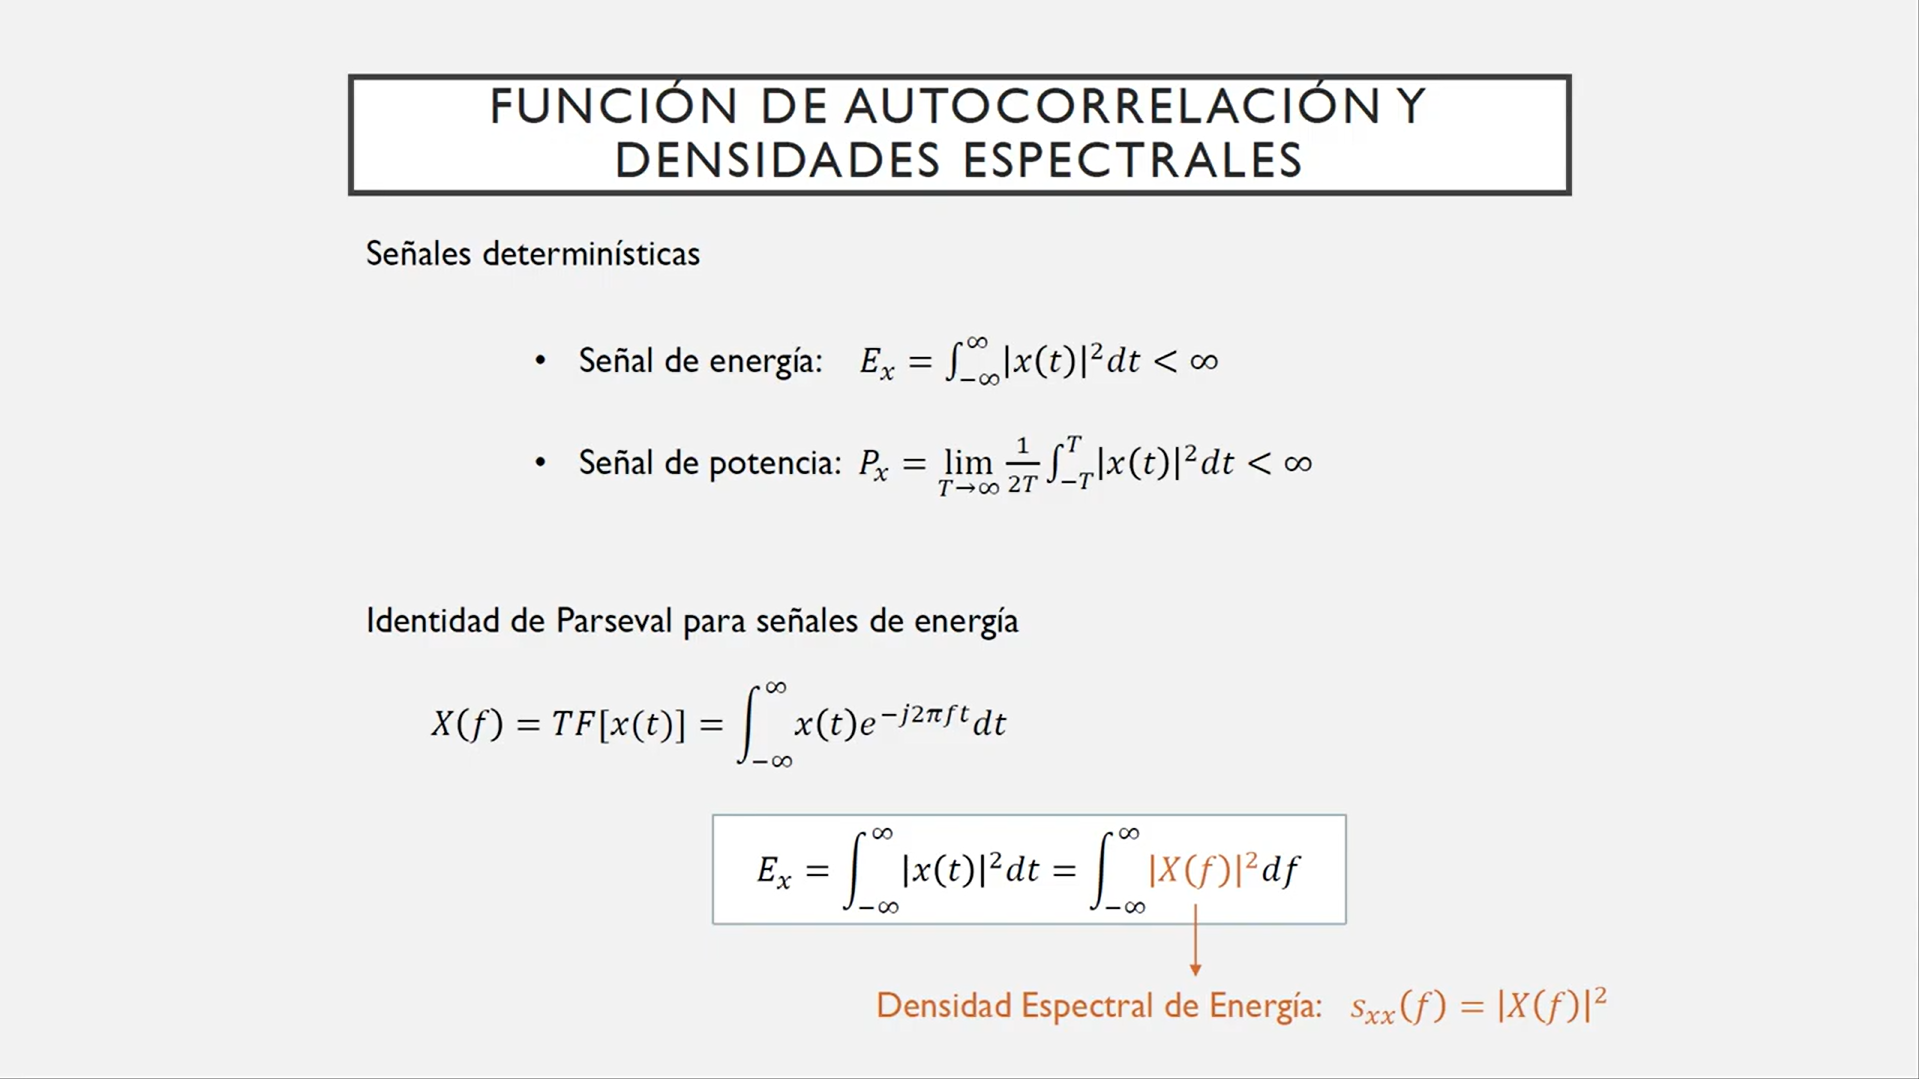 FUNCIÓN DE AUTOCORRELACIÓN Y
DENSIDADES ESPECTRALES
Señales determinísticas
• Señal de energía: $E_x = \int_{-\infty}^{\infty} |x(t)|^2 dt < \infty$
• Señal de potencia: $P_x = \lim_{T \to \infty} \frac{1}{2T} \int_{-T}^{T} |x(t)|^2 dt < \infty$
Identidad de Parseval para señales de energía
$X(f) = TF[x(t)] = \int_{-\infty}^{\infty} x(t) e^{-j2\pi ft} dt$
$E_x = \int_{-\infty}^{\infty} |x(t)|^2 dt = \int_{-\infty}^{\infty} |X(f)|^2 df$
Densidad Espectral de Energía: $s_{xx}(f) = |X(f)|^2$